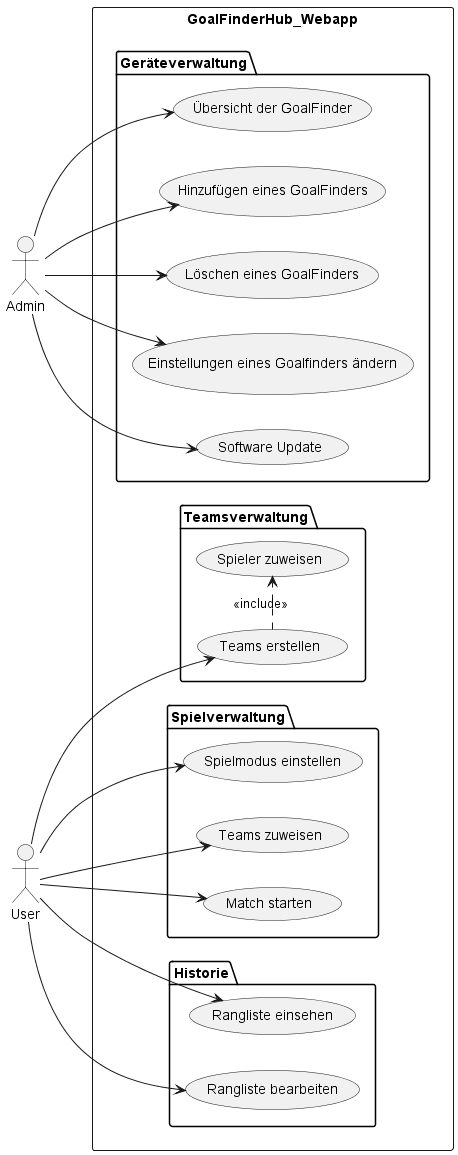 GoalFinderHub_Webapp
Geräteverwaltung
Übersicht der GoalFinder
Hinzufügen eines GoalFinders
Löschen eines GoalFinders
Admin
Einstellungen eines Goalfinders ändern
Software Update
Teamsverwaltung
Spieler zuweisen
«include»
Teams erstellen
Spielverwaltung
Spielmodus einstellen
Teams zuweisen
Match starten
User
Historie
Rangliste einsehen
Rangliste bearbeiten